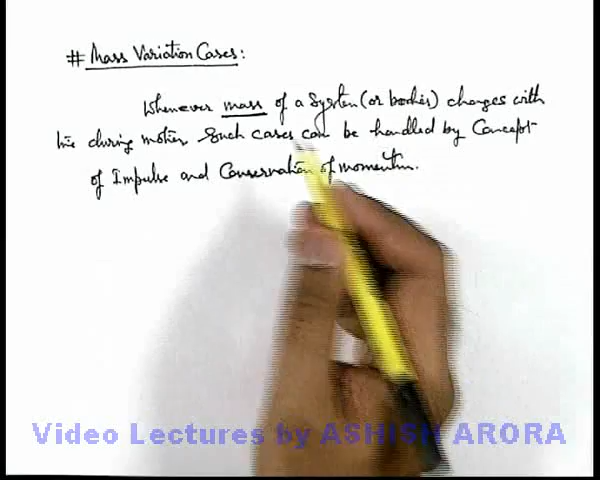 # Mass Variation Cases:
Whenever mass of a System (or bodies) changes with
time during motion Such cases can be handled by Concept
of Impulse and Conservation of momentum.
Video Lectures by ASHISH ARORA